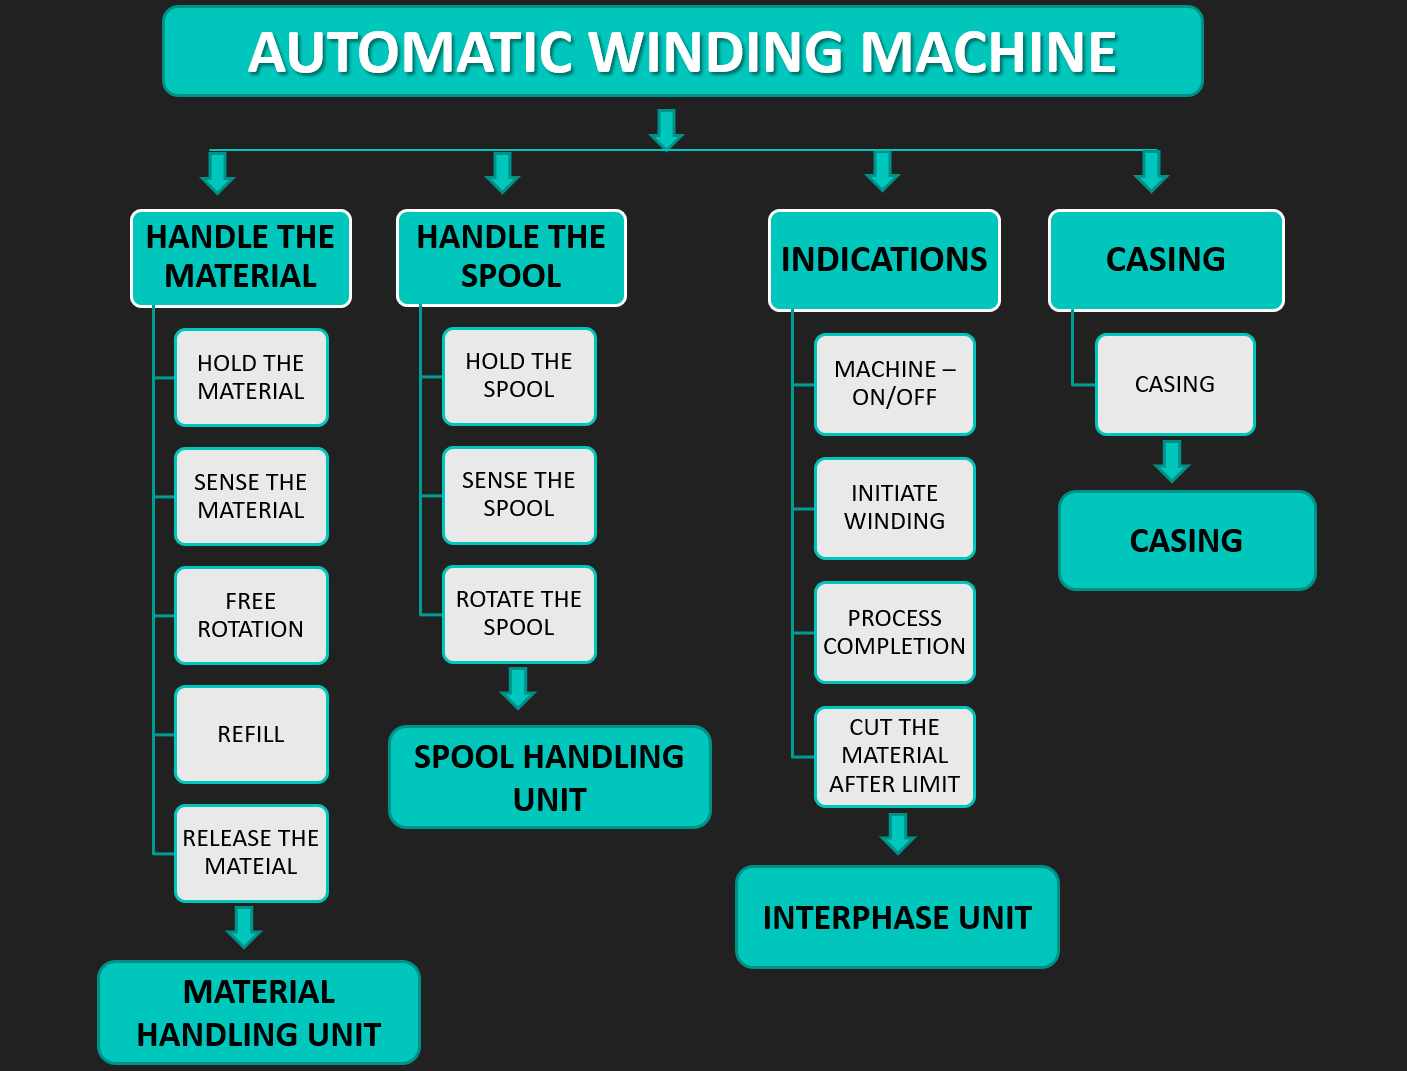 AUTOMATIC WINDING MACHINE
HANDLE THE
MATERIAL
HOLD THE
MATERIAL
SENSE THE
MATERIAL
FREE
ROTATION
REFILL
RELEASE THE
MATEIAL
MATERIAL
HANDLING UNIT
HANDLE THE
SPOOL
HOLD THE
SPOOL
SENSE THE
SPOOL
ROTATE THE
SPOOL
SPOOL HANDLING
UNIT
INDICATIONS
MACHINE –
ON/OFF
INITIATE
WINDING
PROCESS
COMPLETION
CUT THE
MATERIAL
AFTER LIMIT
INTERPHASE UNIT
CASING
CASING
CASING